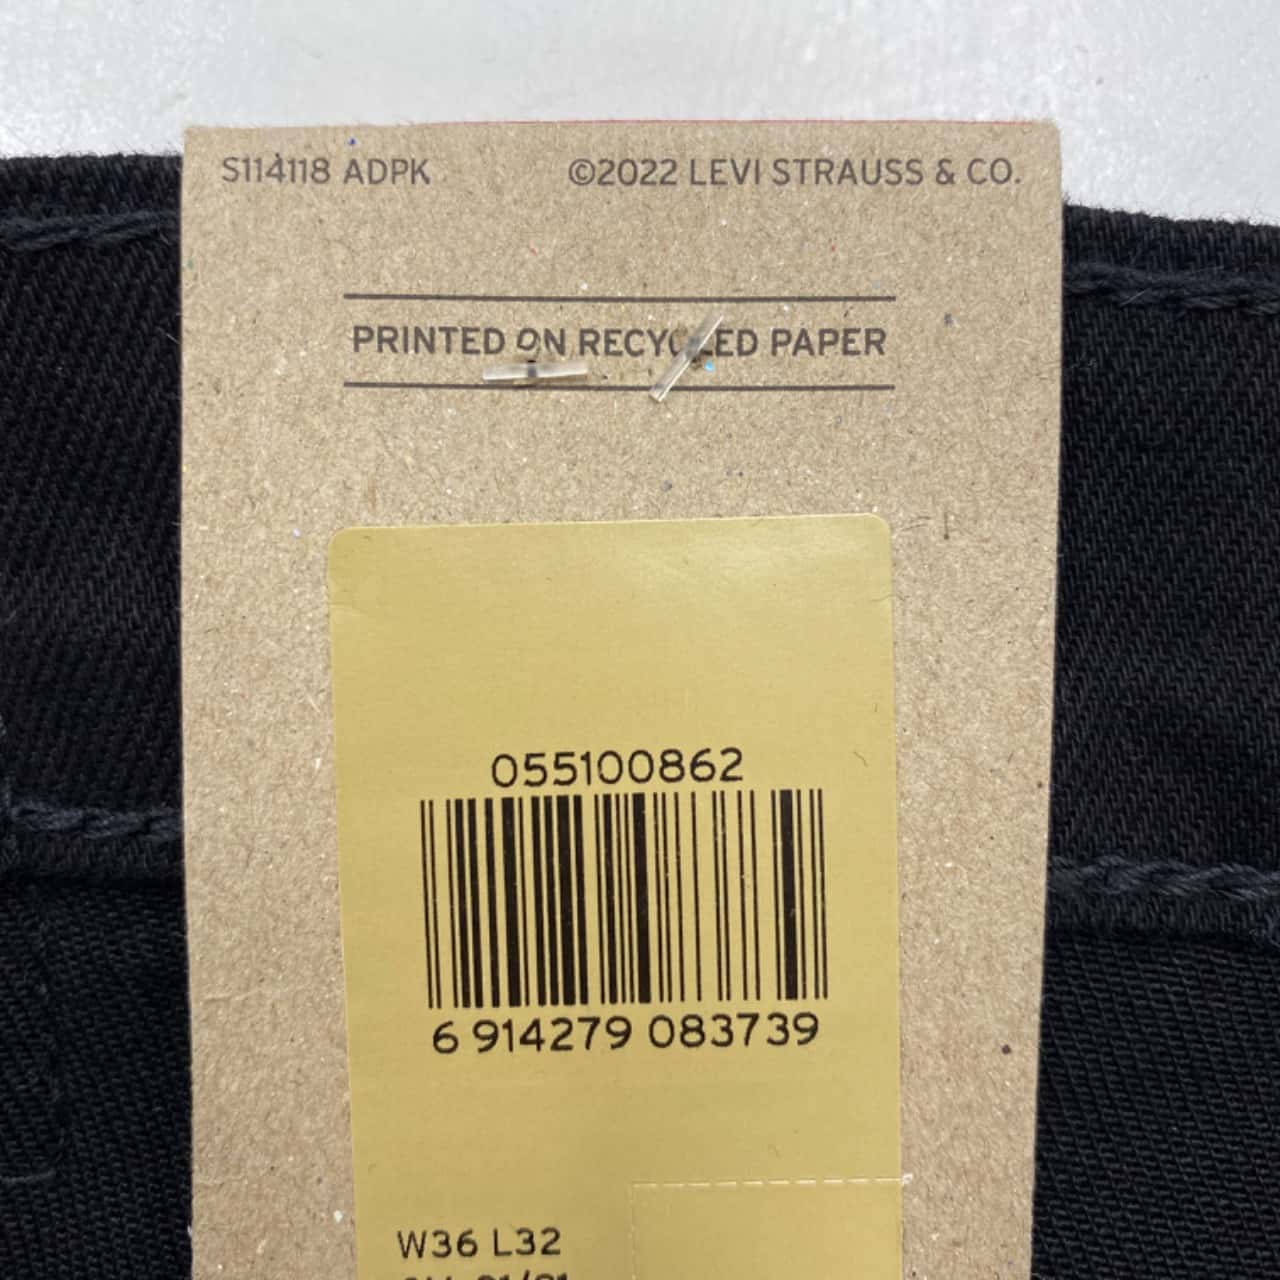 S114118 ADPK ©2022 LEVI STRAUSS & CO.
PRINTED ON RECYCLED PAPER
055100862
6 914279 083739
W36 L32